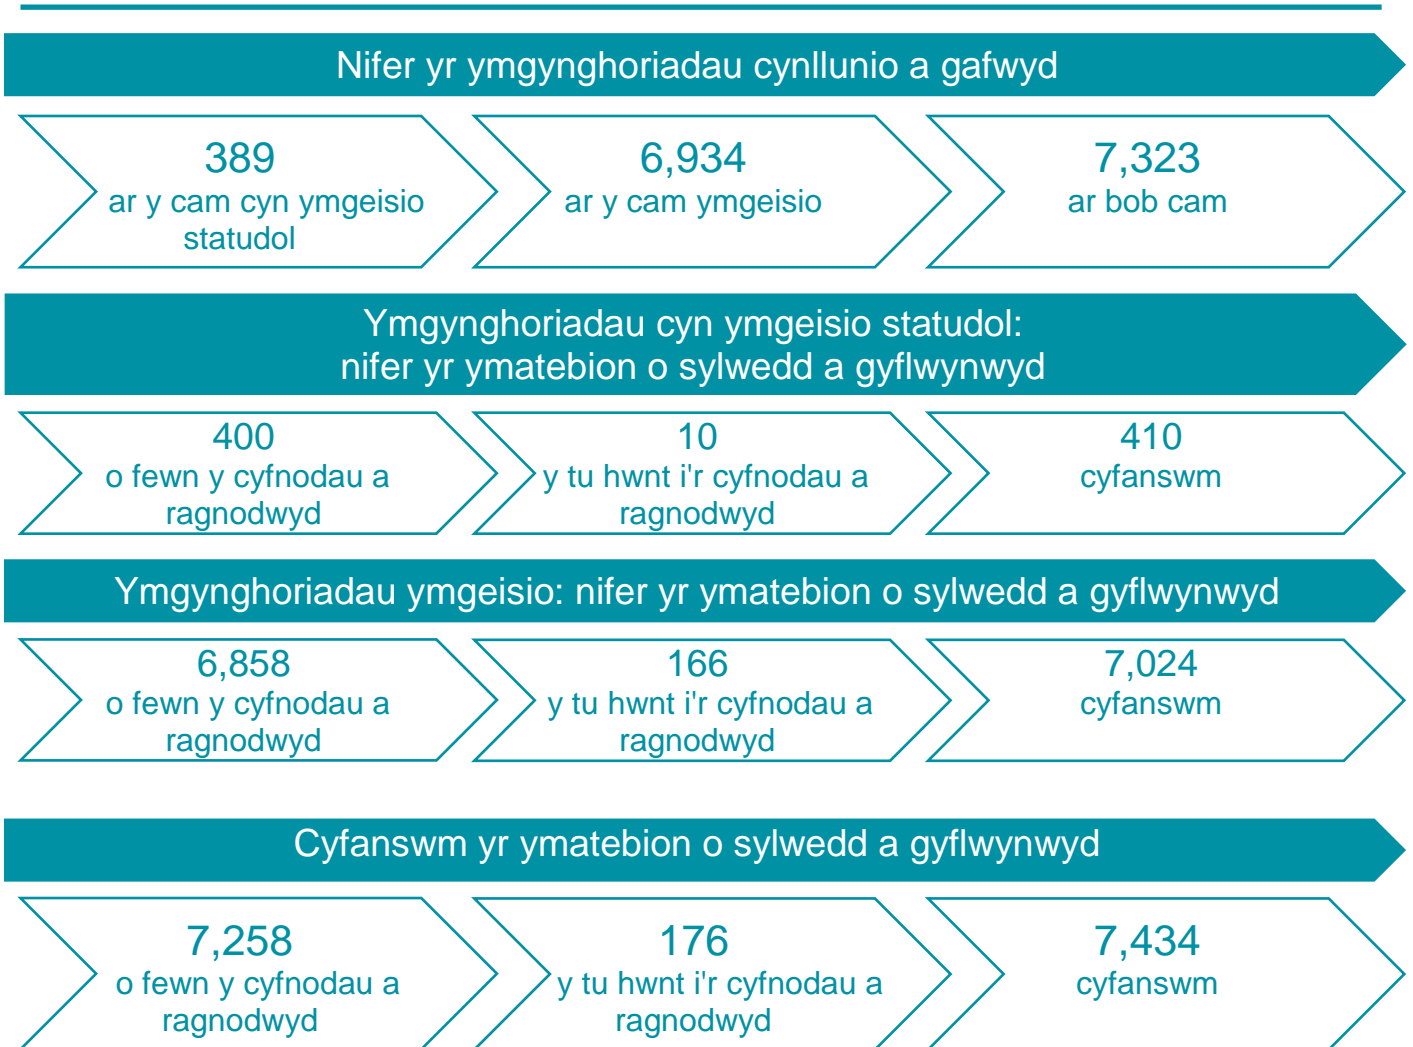 Nifer yr ymgynghoriadau cynllunio a gafwyd
389
ar y cam cyn ymgeisio
statudol
6,934
ar y cam ymgeisio
7,323
ar bob cam
Ymgynghoriadau cyn ymgeisio statudol:
nifer yr ymatebion o sylwedd a gyflwynwyd
400
o fewn y cyfnodau a
ragnodwyd
10
y tu hwnt i'r cyfnodau a
ragnodwyd
410
cyfanswm
Ymgynghoriadau ymgeisio: nifer yr ymatebion o sylwedd a gyflwynwyd
6,858
o fewn y cyfnodau a
ragnodwyd
166
y tu hwnt i'r cyfnodau a
ragnodwyd
7,024
cyfanswm
Cyfanswm yr ymatebion o sylwedd a gyflwynwyd
7,258
o fewn y cyfnodau a
ragnodwyd
176
y tu hwnt i'r cyfnodau a
ragnodwyd
7,434
cyfanswm